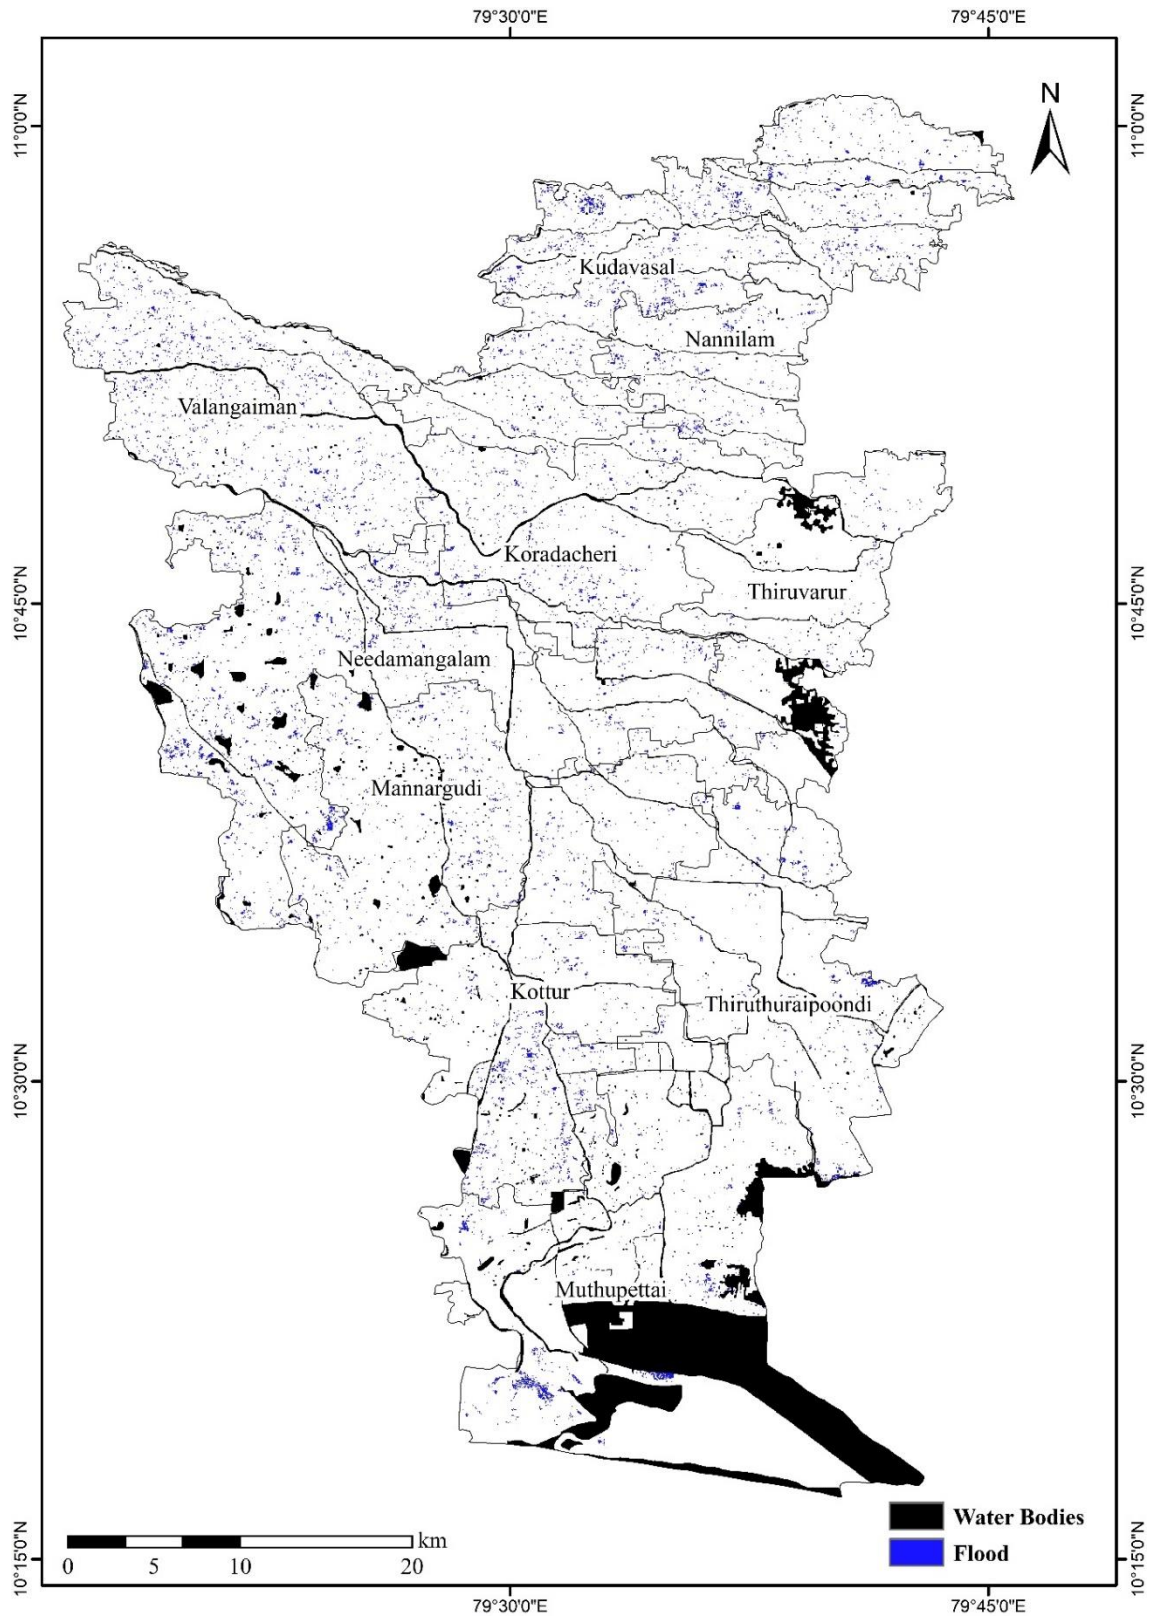 79°30'0"E
79°45'0"E
11°0'0"N
11°0'0"N
N
Kudavasal
Nannilam
Valangaiman
Koradacheri
Thiruvarur
10°45'0"N
10°45'0"N
Needamangalam
Mannargudi
Kottur
Thiruthuraipoondi
10°30'0"N
10°30'0"N
Muthupettai
Water Bodies
Flood
km
0 5 10 20
10°15'0"N
10°15'0"N
79°30'0"E
79°45'0"E